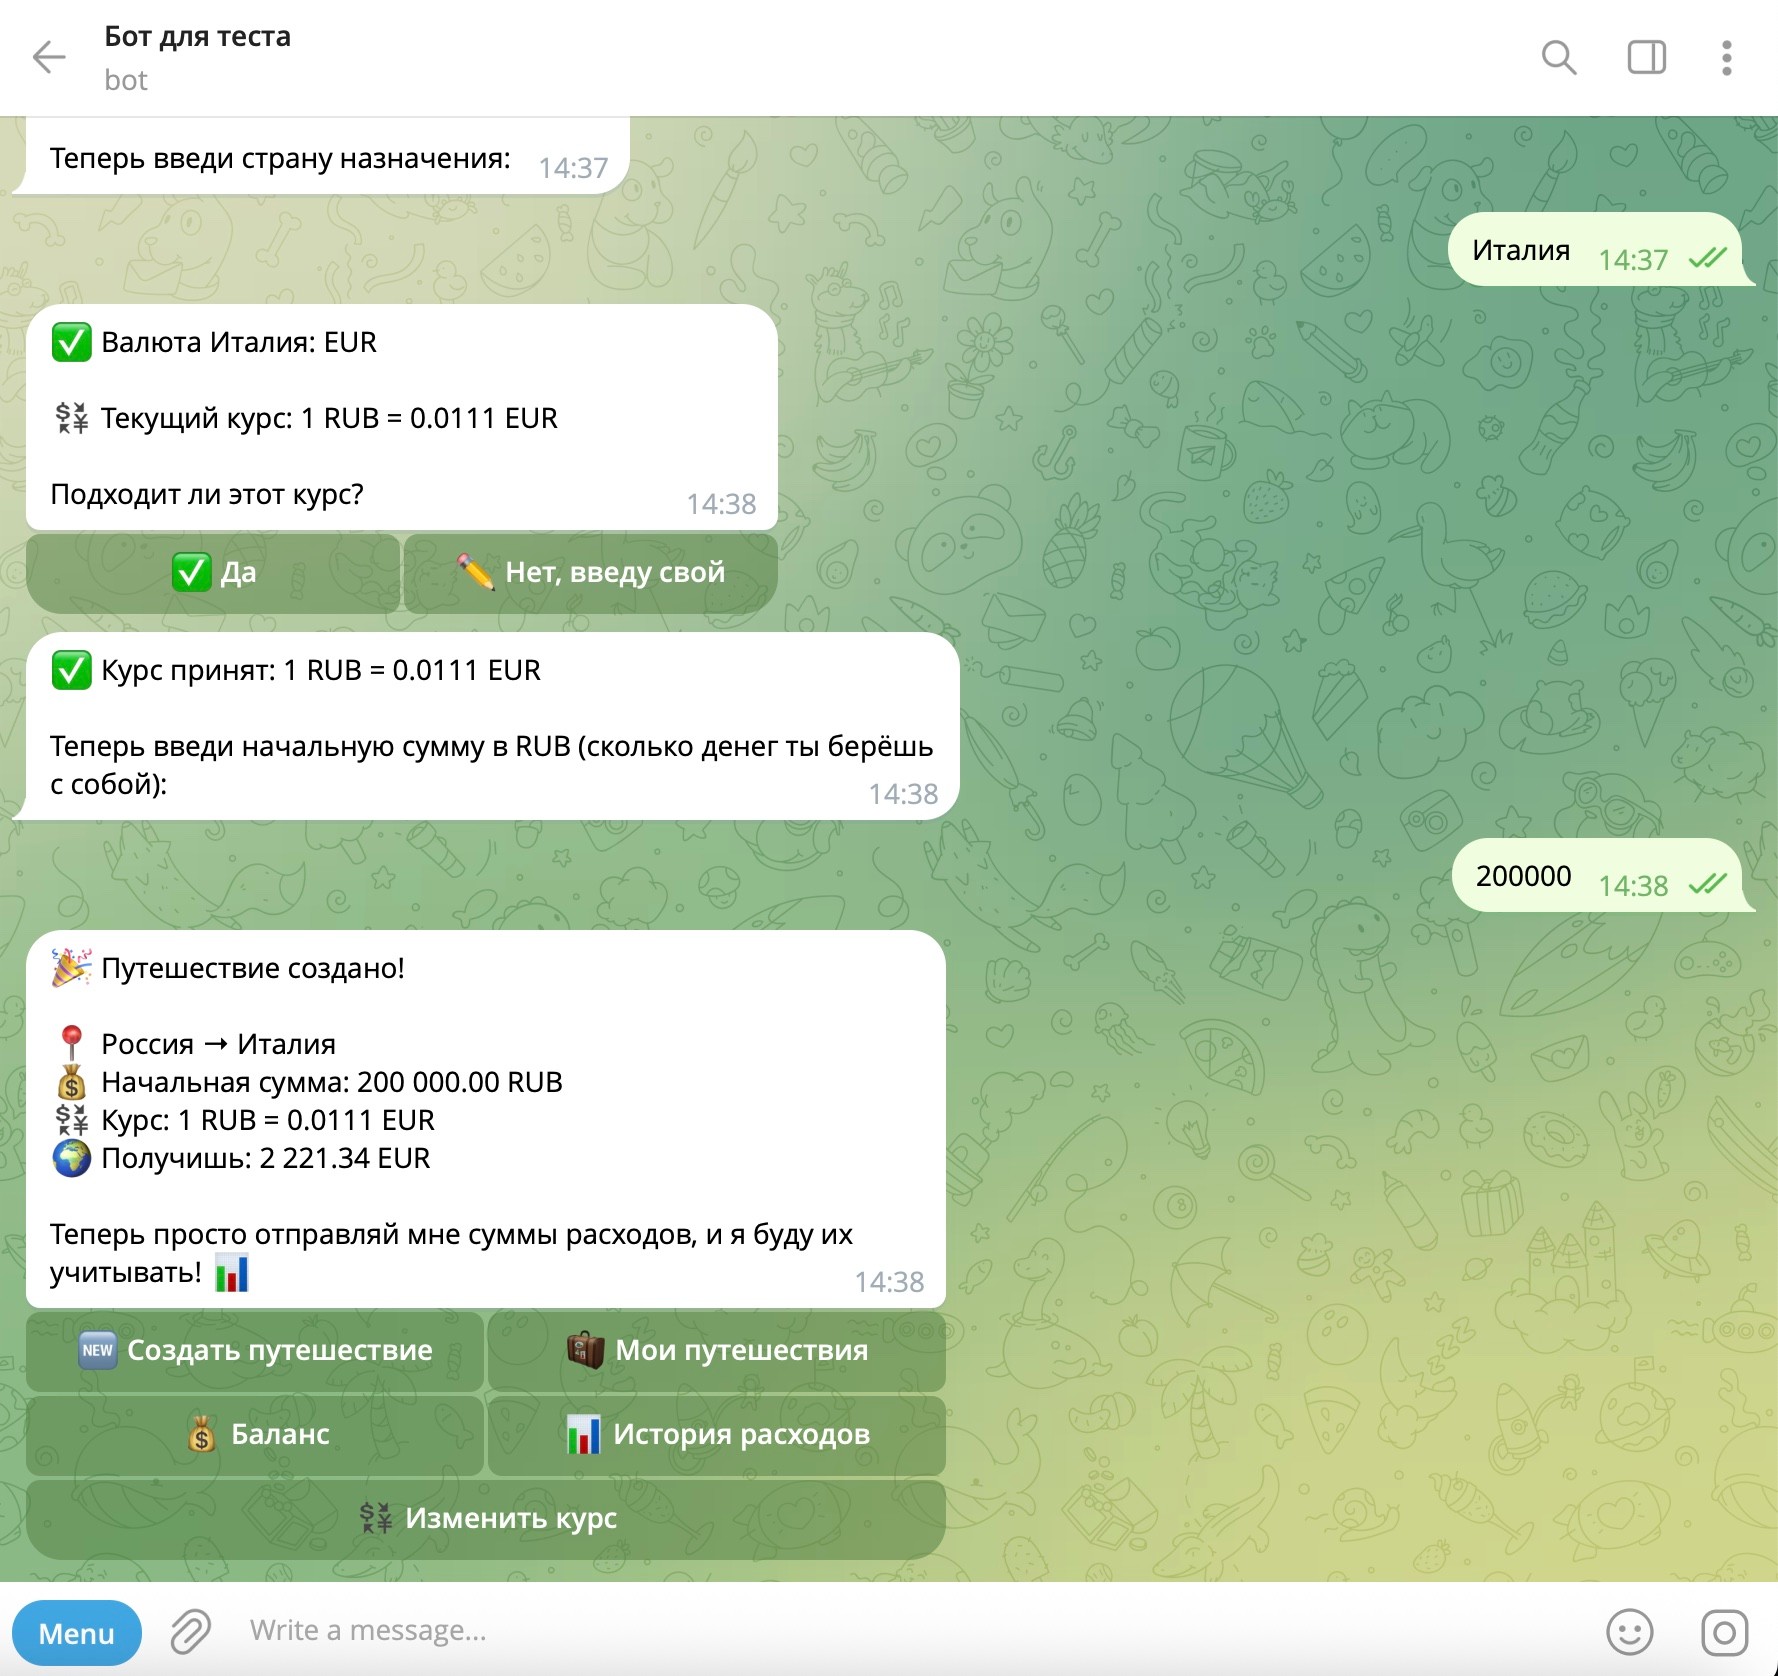 Бот для теста
bot
Теперь введи страну назначения: 14:37
Италия 14:37
✅ Валюта Италия: EUR
💱 Текущий курс: 1 RUB = 0.0111 EUR
Подходит ли этот курс? 14:38
✅ Да
✏️ Нет, введу свой
✅ Курс принят: 1 RUB = 0.0111 EUR
Теперь введи начальную сумму в RUB (сколько денег ты берёшь
с собой): 14:38
200000 14:38
🎉 Путешествие создано!
📍 Россия → Италия
💰 Начальная сумма: 200 000.00 RUB
💱 Курс: 1 RUB = 0.0111 EUR
🌍 Получишь: 2 221.34 EUR
Теперь просто отправляй мне суммы расходов, и я буду их
учитывать! 📊 14:38
🆕 Создать путешествие
🧳 Мои путешествия
💰 Баланс
📊 История расходов
💱 Изменить курс
Menu
Write a message...